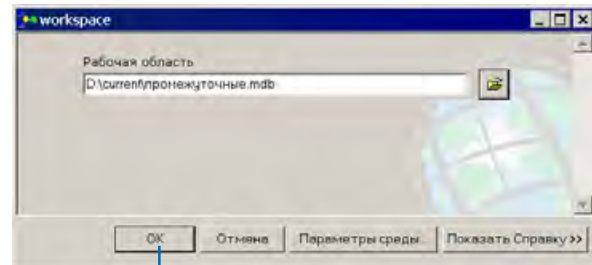 workspace
Рабочая область
D:\current\промежуточные.mdb
OK
Отмена
Параметры среды...
Показать Справку >>